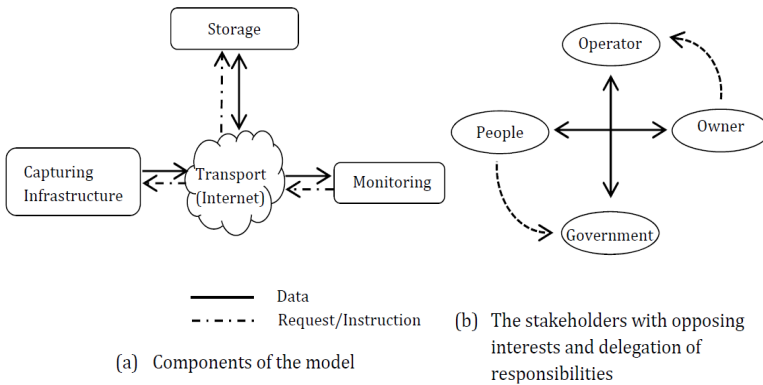 Storage
Capturing
Infrastructure
Transport
(Internet)
Monitoring
Data
Request/Instruction
(a) Components of the model
Operator
People
Owner
Government
(b) The stakeholders with opposing
interests and delegation of
responsibilities